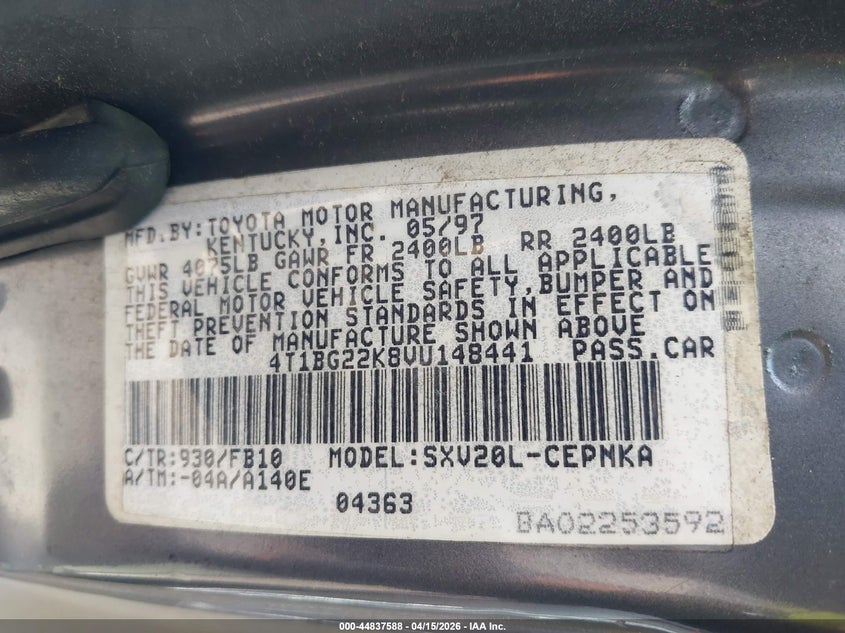 MFD.BY:TOYOTA MOTOR MANUFACTURING,
KENTUCKY,INC. 05/97
GVWR 4075LB GAWR FR 2400LB RR 2400LB
THIS VEHICLE CONFORMS TO ALL APPLICABLE
FEDERAL MOTOR VEHICLE SAFETY,BUMPER AND
THEFT PREVENTION STANDARDS IN EFFECT ON
THE DATE OF MANUFACTURE SHOWN ABOVE
4T1BG22K8VU148441 PASS.CAR
C/TR:930/FB10 MODEL:SXV20L-CEPNKA
A/TM:-04A/A140E
04363
BA02253592
000-44837588 - 04/15/2026 - IAA Inc.